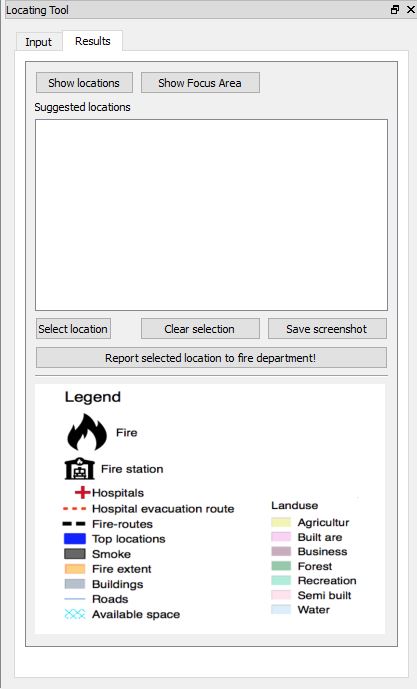 Locating Tool
Input Results
Show locations Show Focus Area
Suggested locations
Select location Clear selection Save screenshot
Report selected location to fire department!
Legend
Fire
Fire station
Hospitals
Hospital evacuation route
Fire-routes
Top locations
Smoke
Fire extent
Buildings
Roads
Available space
Landuse
Agricultur
Built are
Business
Forest
Recreation
Semi built
Water